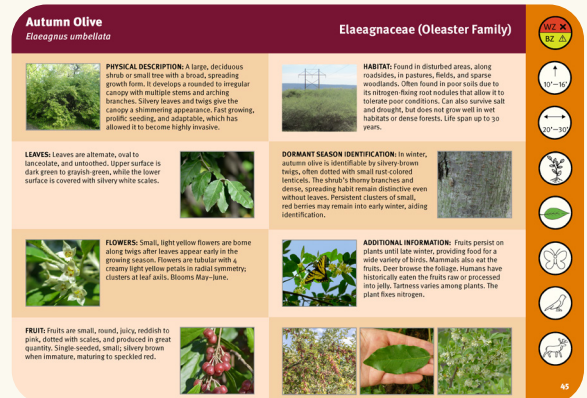 Autumn Olive
Elaeagnus umbellata
Elaeagnaceae (Oleaster Family)
WZ ✗
BZ ⚠
PHYSICAL DESCRIPTION: A large, deciduous
shrub or small tree with a broad, spreading
growth form. It develops a rounded to irregular
canopy with multiple stems and arching
branches. Silvery leaves and twigs give the
canopy a shimmering appearance. Fast growing,
prolific seeding, and adaptable, which has
allowed it to become highly invasive.
HABITAT: Found in disturbed areas, along
roadsides, in pastures, fields, and sparse
woodlands. Often found in poor soils due to
its nitrogen-fixing root nodules that allow it to
tolerate poor conditions. Can also survive salt
and drought, but does not grow well in wet
habitats or dense forests. Life span up to 30
years.
10'–16'
20'–30'
LEAVES: Leaves are alternate, oval to
lanceolate, and untoothed. Upper surface is
dark green to grayish-green, while the lower
surface is covered with silvery white scales.
DORMANT SEASON IDENTIFICATION: In winter,
autumn olive is identifiable by silvery-brown
twigs, often dotted with small rust-colored
lenticels. The shrub's thorny branches and
dense, spreading habit remain distinctive even
without leaves. Persistent clusters of small,
red berries may remain into early winter, aiding
identification.
FLOWERS: Small, light yellow flowers are borne
along twigs after leaves appear early in the
growing season. Flowers are tubular with 4
creamy light yellow petals in radial symmetry;
clusters at leaf axils. Blooms May–June.
ADDITIONAL INFORMATION: Fruits persist on
plants until late winter, providing food for a
wide variety of birds. Mammals also eat the
fruits. Deer browse the foliage. Humans have
historically eaten the fruits raw or processed
into jelly. Tartness varies among plants. The
plant fixes nitrogen.
FRUIT: Fruits are small, round, juicy, reddish to
pink, dotted with scales, and produced in great
quantity. Single-seeded, small; silvery brown
when immature, maturing to speckled red.
45